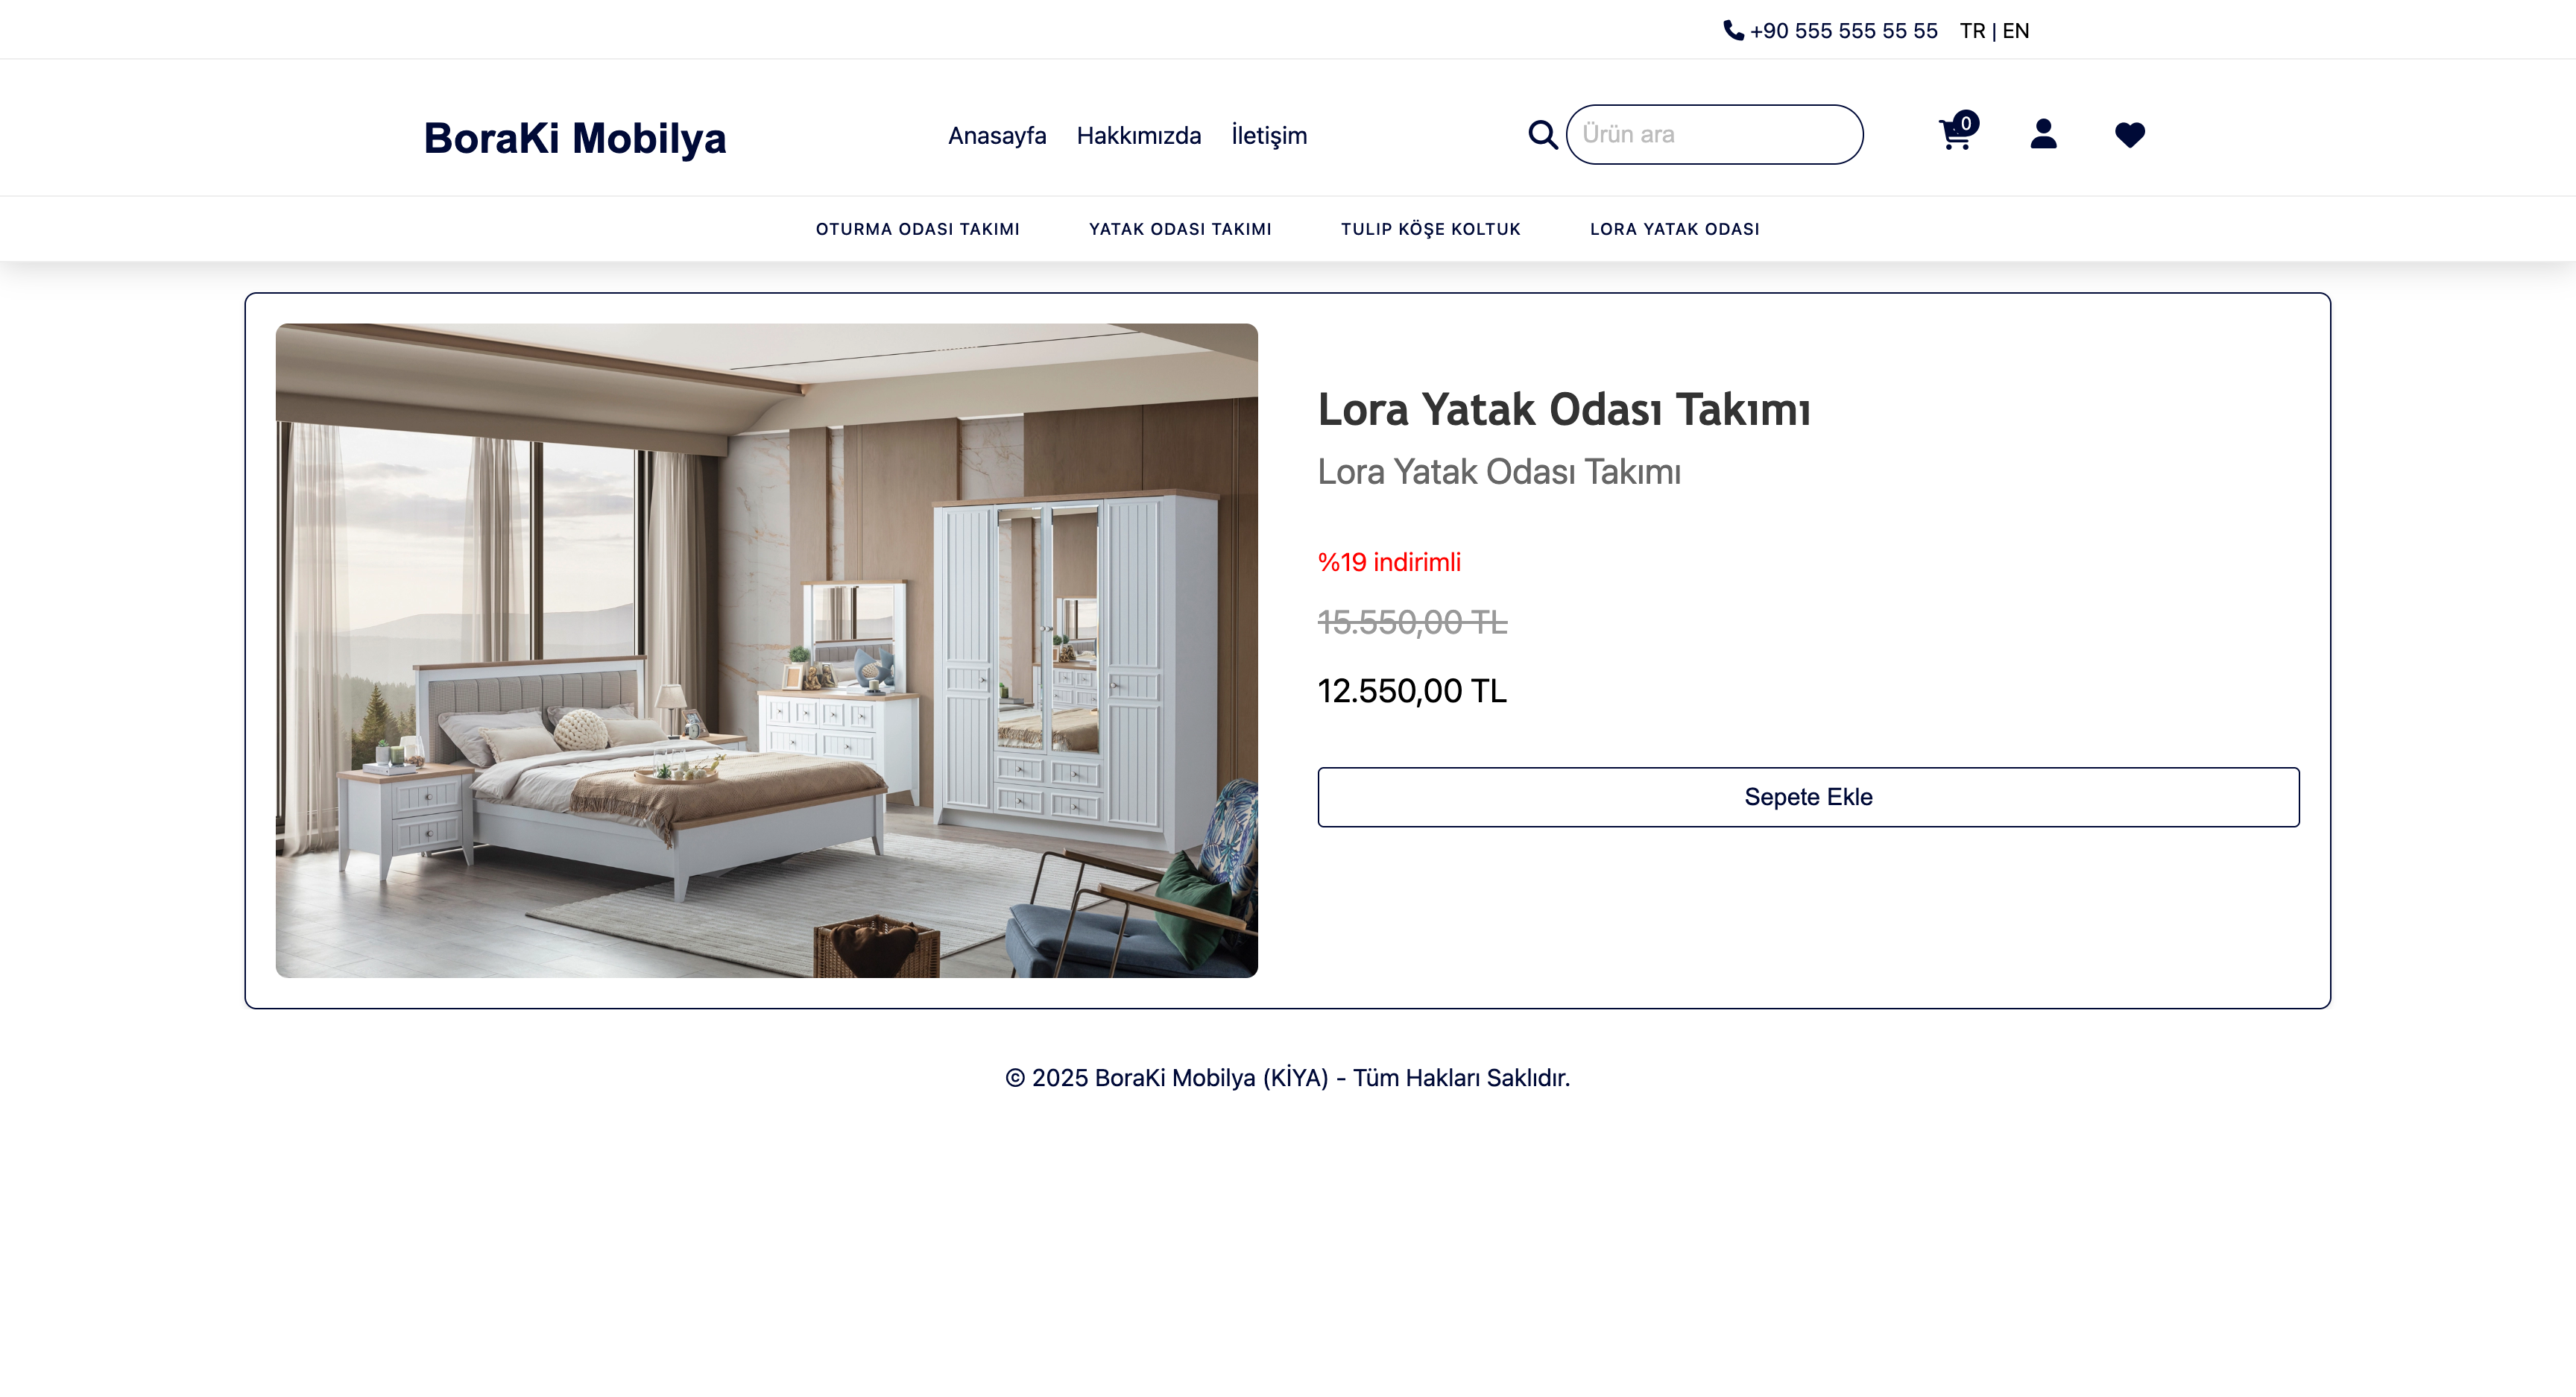 +90 555 555 55 55 TR | EN
BoraKi Mobilya Anasayfa Hakkımızda İletişim Ürün ara 0
OTURMA ODASI TAKIMI YATAK ODASI TAKIMI TULIP KÖŞE KOLTUK LORA YATAK ODASI
Lora Yatak Odası Takımı
Lora Yatak Odası Takımı
%19 indirimli
15.550,00 TL
12.550,00 TL
Sepete Ekle
© 2025 BoraKi Mobilya (KİYA) - Tüm Hakları Saklıdır.